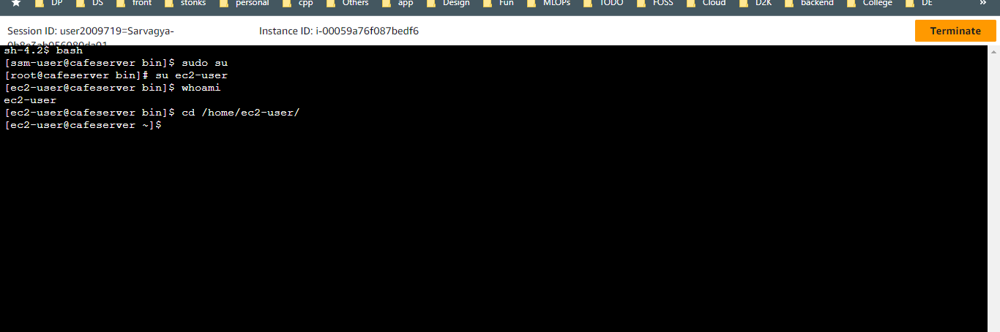 DP DS front stonks personal cpp Others app Design Fun MLOPs TODO FOSS Cloud D2K backend College DE »
Session ID: user2009719=Sarvagya- Instance ID: i-00059a76f087bedf6 Terminate
sh-4.2$ bash
[ssm-user@cafeserver bin]$ sudo su
[root@cafeserver bin]# su ec2-user
[ec2-user@cafeserver bin]$ whoami
ec2-user
[ec2-user@cafeserver bin]$ cd /home/ec2-user/
[ec2-user@cafeserver ~]$